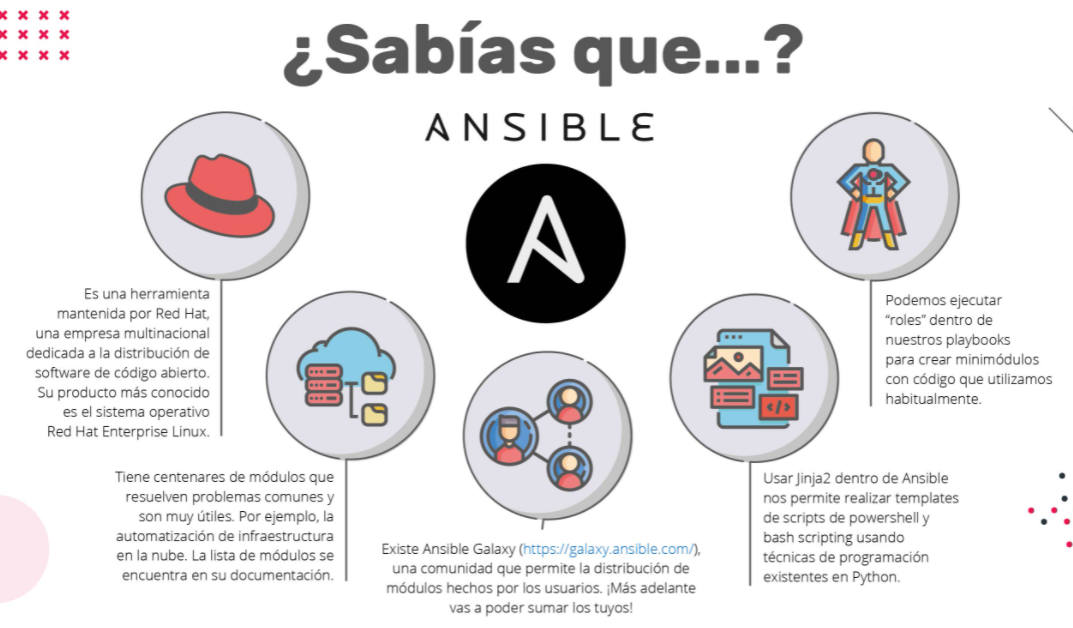 ¿Sabías que...?
ANSIBLE
Es una herramienta
mantenida por Red Hat,
una empresa multinacional
dedicada a la distribución de
software de código abierto.
Su producto más conocido
es el sistema operativo
Red Hat Enterprise Linux.
Tiene centenares de módulos que
resuelven problemas comunes y
son muy útiles. Por ejemplo, la
automatización de infraestructura
en la nube. La lista de módulos se
encuentra en su documentación.
Existe Ansible Galaxy (https://galaxy.ansible.com/),
una comunidad que permite la distribución de
módulos hechos por los usuarios. ¡Más adelante
vas a poder sumar los tuyos!
Usar Jinja2 dentro de Ansible
nos permite realizar templates
de scripts de powershell y
bash scripting usando
técnicas de programación
existentes en Python.
Podemos ejecutar
“roles” dentro de
nuestros playbooks
para crear minimódulos
con código que utilizamos
habitualmente.